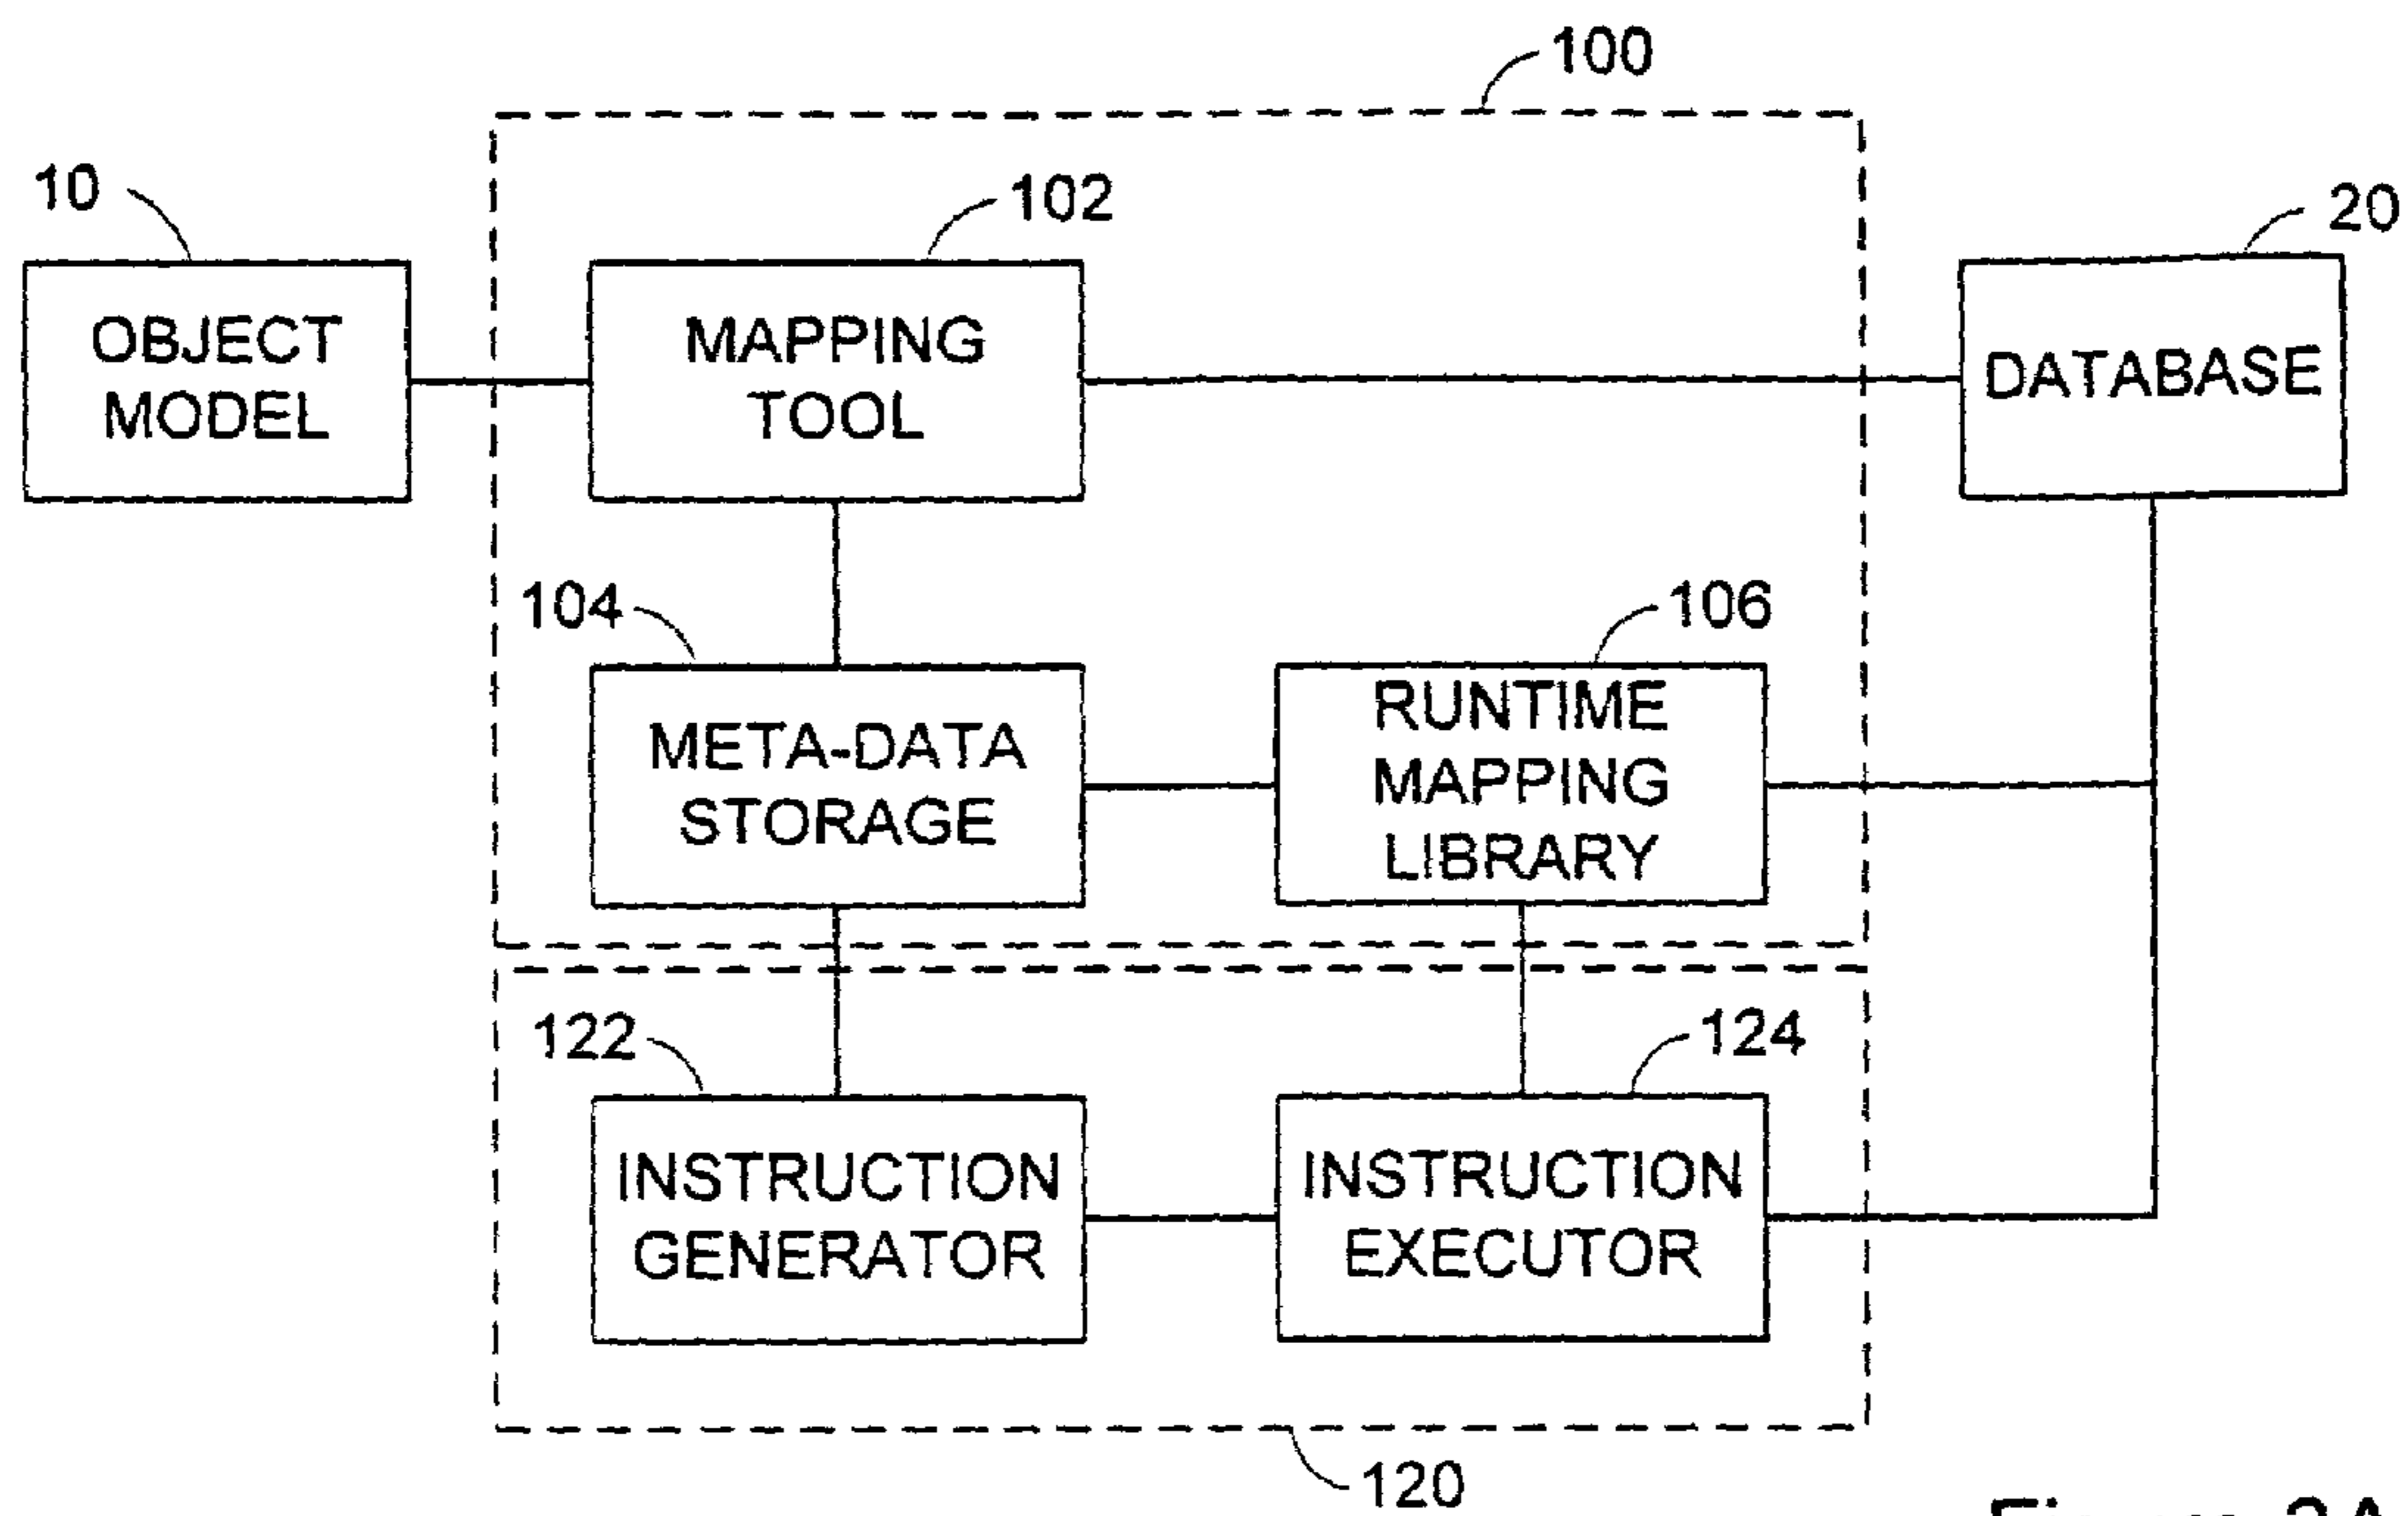 100
10
102
20
OBJECT
MODEL
MAPPING
TOOL
DATABASE
104
106
META-DATA
STORAGE
RUNTIME
MAPPING
LIBRARY
122
124
INSTRUCTION
GENERATOR
INSTRUCTION
EXECUTOR
120